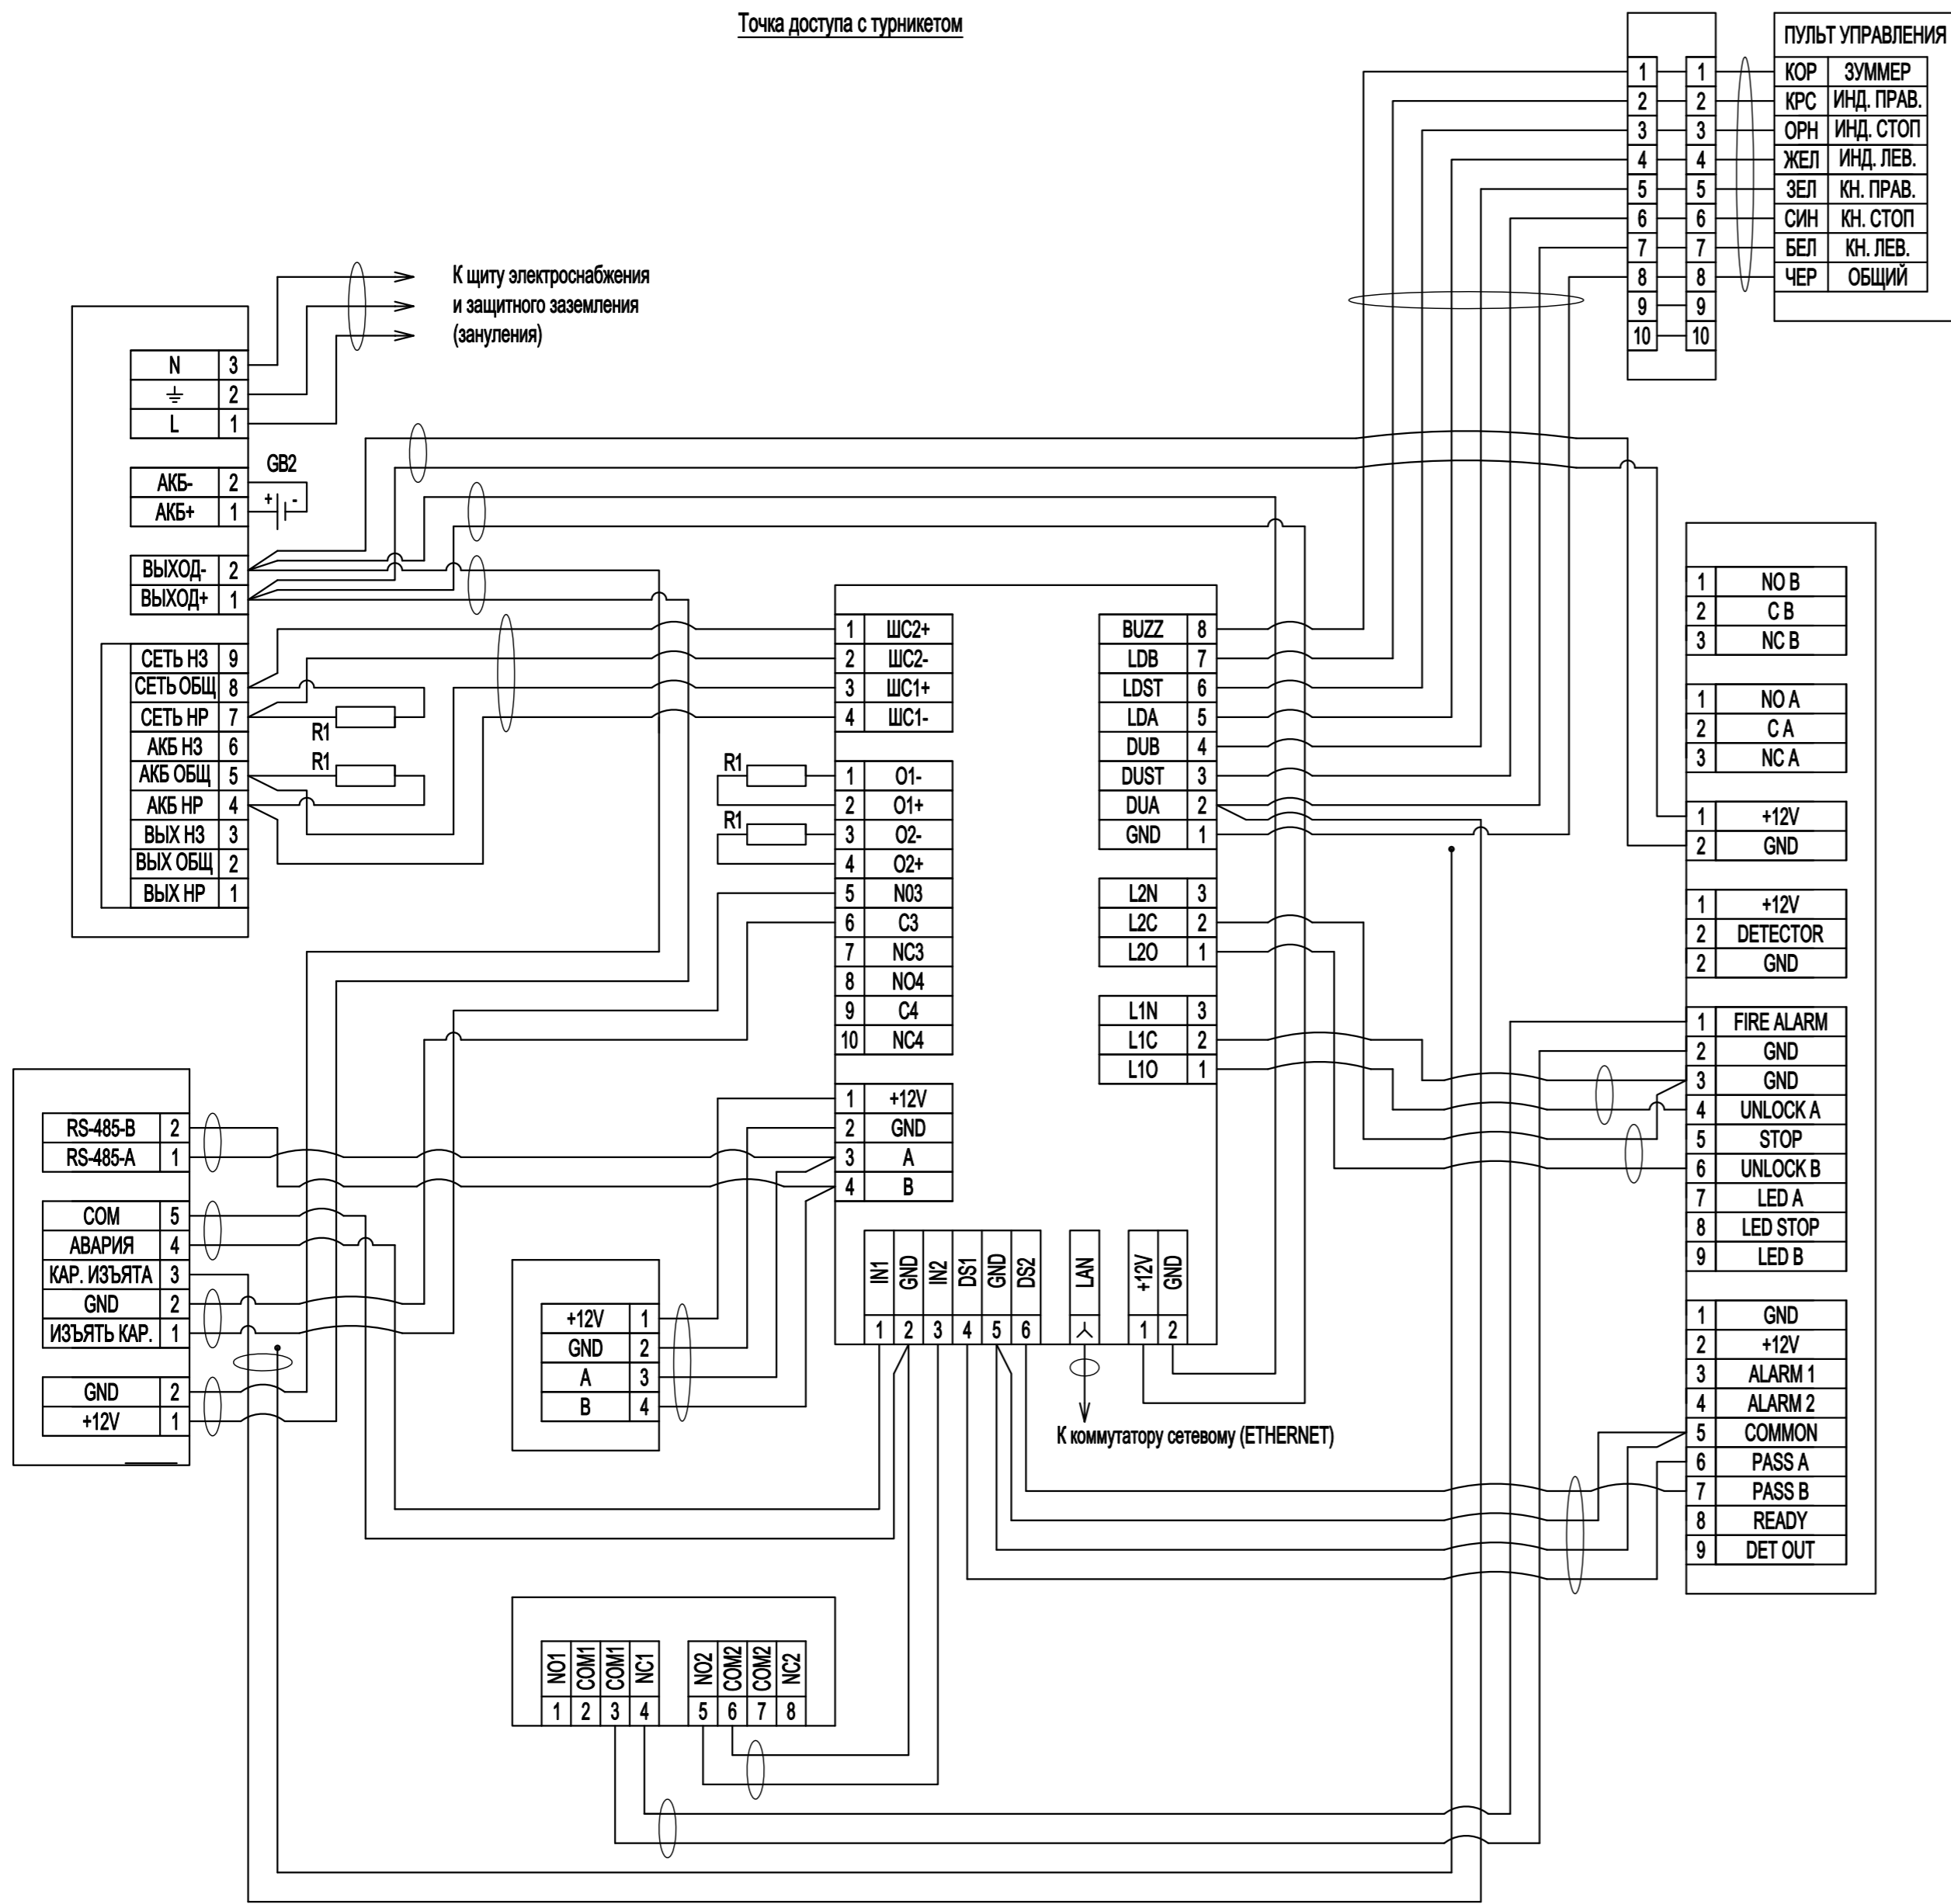 Точка доступа с турникетом
ПУЛЬТ УПРАВЛЕНИЯ
1 1 КОР ЗУММЕР
2 2 КРС ИНД. ПРАВ.
3 3 ОРН ИНД. СТОП
4 4 ЖЕЛ ИНД. ЛЕВ.
5 5 ЗЕЛ КН. ПРАВ.
6 6 СИН КН. СТОП
7 7 БЕЛ КН. ЛЕВ.
8 8 ЧЕР ОБЩИЙ
9 9
10 10
К щиту электроснабжения
и защитного заземления
(зануления)
N 3
2
L 1
GB2
АКБ- 2
АКБ+ 1
+ -
ВЫХОД- 2
ВЫХОД+ 1
СЕТЬ НЗ 9
СЕТЬ ОБЩ 8
СЕТЬ НР 7
R1
АКБ НЗ 6
R1
АКБ ОБЩ 5
АКБ НР 4
ВЫХ НЗ 3
ВЫХ ОБЩ 2
ВЫХ НР 1
1 ШС2+
2 ШС2-
3 ШС1+
4 ШС1-
R1
1 O1-
2 O1+
R1
3 O2-
4 O2+
5 N03
6 C3
7 NC3
8 NO4
9 C4
10 NC4
1 +12V
2 GND
3 A
4 B
BUZZ 8
LDB 7
LDST 6
LDA 5
DUB 4
DUST 3
DUA 2
GND 1
L2N 3
L2C 2
L2O 1
L1N 3
L1C 2
L1O 1
IN1 GND IN2 DS1 GND DS2
1 2 3 4 5 6
LAN
+12V GND
1 2
К коммутатору сетевому (ETHERNET)
1 NO B
2 C B
3 NC B
1 NO A
2 C A
3 NC A
1 +12V
2 GND
1 +12V
2 DETECTOR
2 GND
1 FIRE ALARM
2 GND
3 GND
4 UNLOCK A
5 STOP
6 UNLOCK B
7 LED A
8 LED STOP
9 LED B
1 GND
2 +12V
3 ALARM 1
4 ALARM 2
5 COMMON
6 PASS A
7 PASS B
8 READY
9 DET OUT
RS-485-B 2
RS-485-A 1
COM 5
АВАРИЯ 4
КАР. ИЗЪЯТА 3
GND 2
ИЗЪЯТЬ КАР. 1
GND 2
+12V 1
+12V 1
GND 2
A 3
B 4
NO1 COM1 COM1 NC1
1 2 3 4
NO2 COM2 COM2 NC2
5 6 7 8